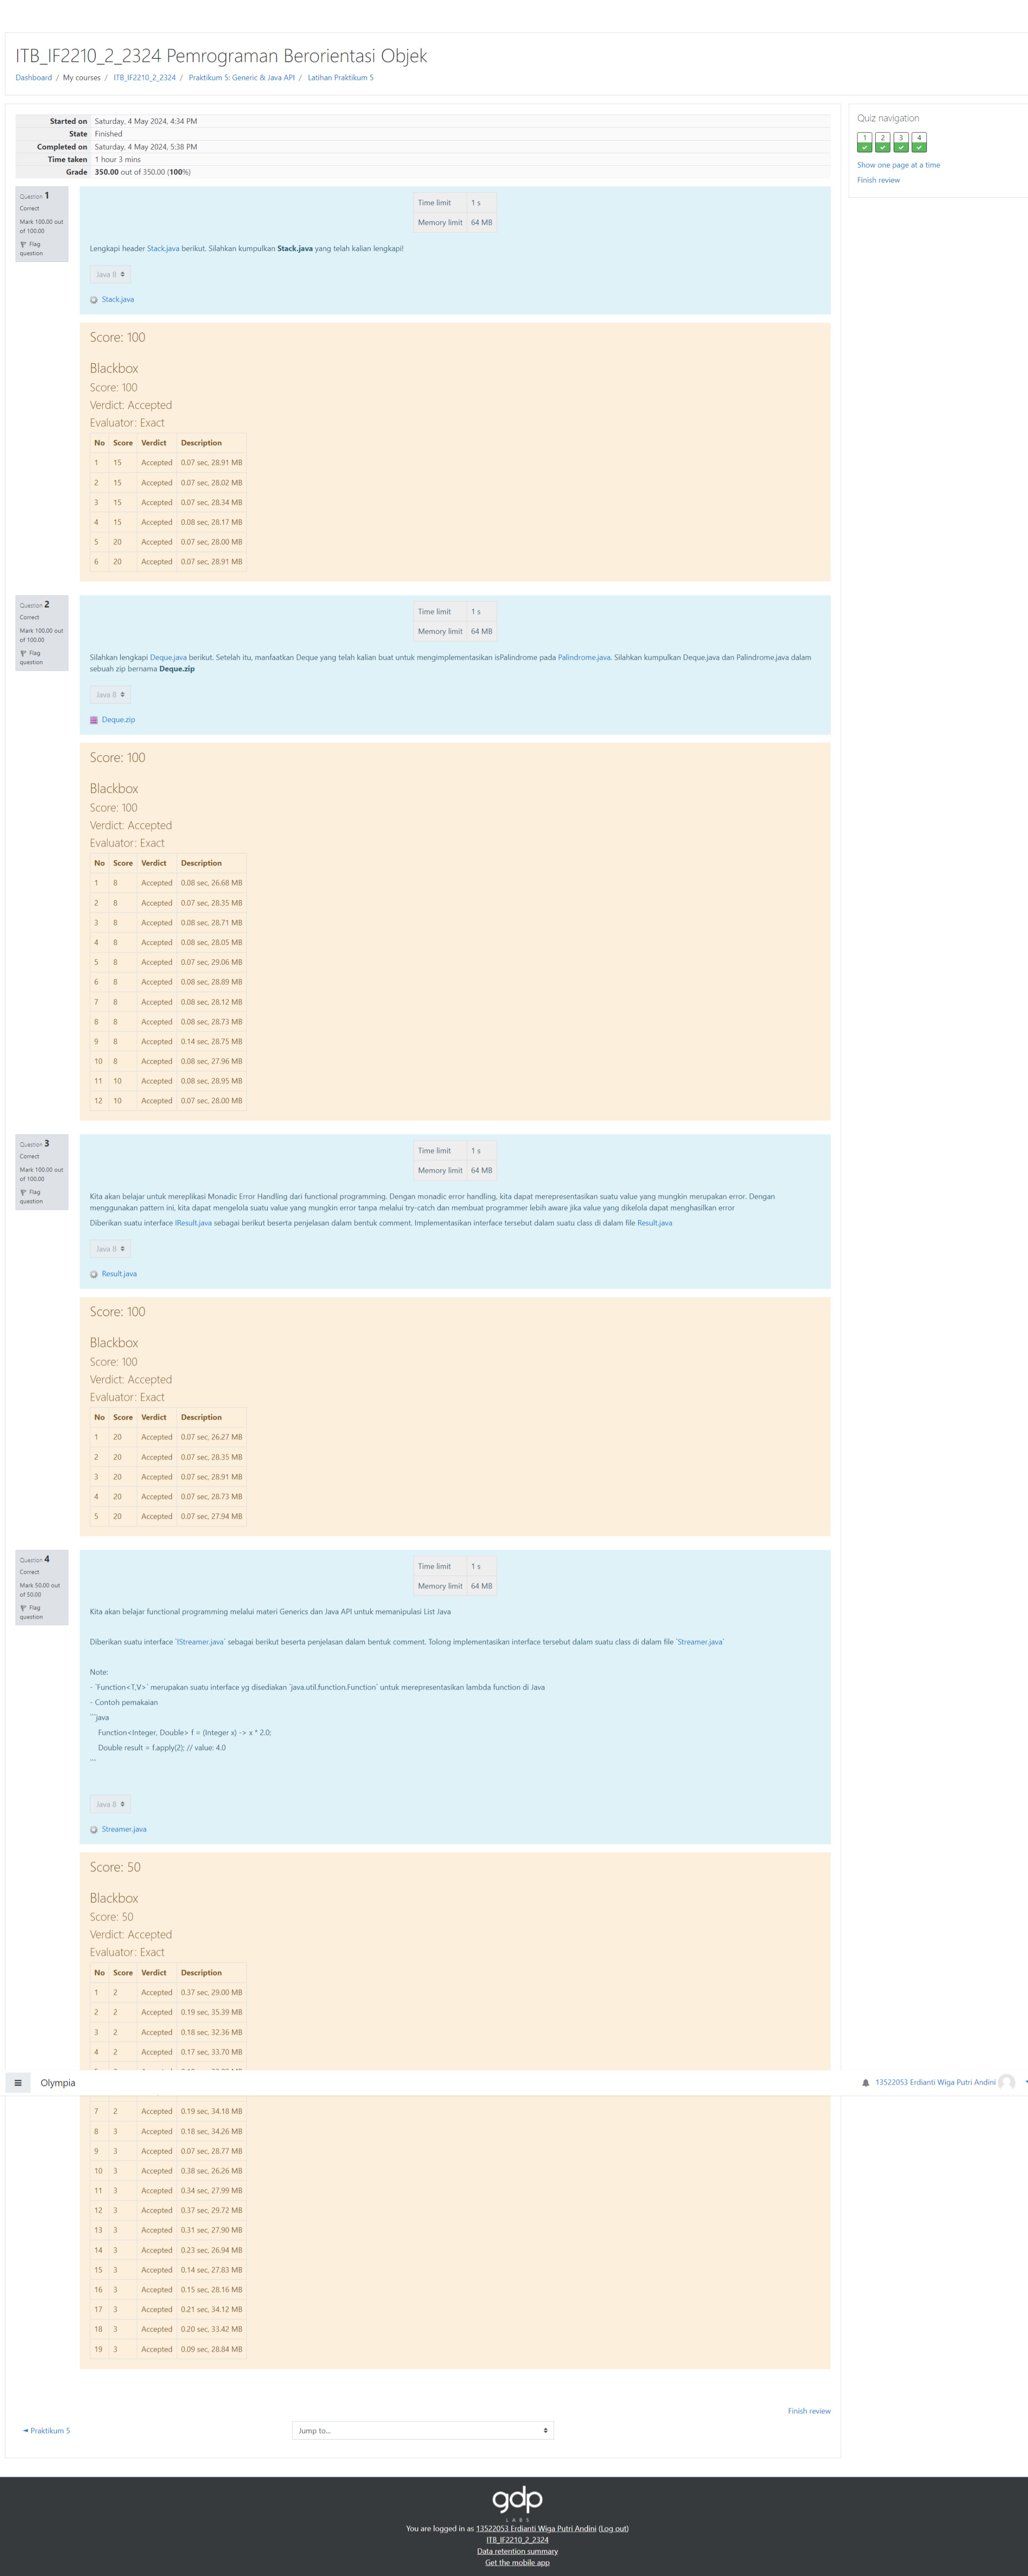 ITB_IF2210_2_2324 Pemrograman Berorientasi Objek
Dashboard / My courses / ITB_IF2210_2_2324 / Praktikum 5: Generic & Java API / Latihan Praktikum 5
Started on Saturday, 4 May 2024, 4:34 PM
State Finished
Completed on Saturday, 4 May 2024, 5:38 PM
Time taken 1 hour 3 mins
Grade 350.00 out of 350.00 (100%)
Quiz navigation
1 2 3 4
Show one page at a time
Finish review
Question 1
Correct
Mark 100.00 out
of 100.00
Flag
question
Time limit 1 s
Memory limit 64 MB
Lengkapi header Stack.java berikut. Silahkan kumpulkan Stack.java yang telah kalian lengkapi!
Java 8
Stack.java
Score: 100
Blackbox
Score: 100
Verdict: Accepted
Evaluator: Exact
No Score Verdict Description
1 15 Accepted 0.07 sec, 28.91 MB
2 15 Accepted 0.07 sec, 28.02 MB
3 15 Accepted 0.07 sec, 28.34 MB
4 15 Accepted 0.08 sec, 28.17 MB
5 20 Accepted 0.07 sec, 28.00 MB
6 20 Accepted 0.07 sec, 28.91 MB
Question 2
Correct
Mark 100.00 out
of 100.00
Flag
question
Time limit 1 s
Memory limit 64 MB
Silahkan lengkapi Deque.java berikut. Setelah itu, manfaatkan Deque yang telah kalian buat untuk mengimplementasikan isPalindrome pada Palindrome.java. Silahkan kumpulkan Deque.java dan Palindrome.java dalam
sebuah zip bernama Deque.zip
Java 8
Deque.zip
Score: 100
Blackbox
Score: 100
Verdict: Accepted
Evaluator: Exact
No Score Verdict Description
1 8 Accepted 0.08 sec, 26.68 MB
2 8 Accepted 0.07 sec, 28.35 MB
3 8 Accepted 0.08 sec, 28.71 MB
4 8 Accepted 0.08 sec, 28.05 MB
5 8 Accepted 0.07 sec, 29.06 MB
6 8 Accepted 0.08 sec, 28.89 MB
7 8 Accepted 0.08 sec, 28.12 MB
8 8 Accepted 0.08 sec, 28.73 MB
9 8 Accepted 0.14 sec, 28.75 MB
10 8 Accepted 0.08 sec, 27.96 MB
11 10 Accepted 0.08 sec, 28.95 MB
12 10 Accepted 0.07 sec, 28.00 MB
Question 3
Correct
Mark 100.00 out
of 100.00
Flag
question
Time limit 1 s
Memory limit 64 MB
Kita akan belajar untuk mereplikasi Monadic Error Handling dari functional programming. Dengan monadic error handling, kita dapat merepresentasikan suatu value yang mungkin merupakan error. Dengan
menggunakan pattern ini, kita dapat mengelola suatu value yang mungkin error tanpa melalui try-catch dan membuat programmer lebih aware jika value yang dikelola dapat menghasilkan error
Diberikan suatu interface IResult.java sebagai berikut beserta penjelasan dalam bentuk comment. Implementasikan interface tersebut dalam suatu class di dalam file Result.java
Java 8
Result.java
Score: 100
Blackbox
Score: 100
Verdict: Accepted
Evaluator: Exact
No Score Verdict Description
1 20 Accepted 0.07 sec, 26.27 MB
2 20 Accepted 0.07 sec, 28.35 MB
3 20 Accepted 0.07 sec, 28.91 MB
4 20 Accepted 0.07 sec, 28.73 MB
5 20 Accepted 0.07 sec, 27.94 MB
Question 4
Correct
Mark 50.00 out
of 50.00
Flag
question
Time limit 1 s
Memory limit 64 MB
Kita akan belajar functional programming melalui materi Generics dan Java API untuk memanipulasi List Java
Diberikan suatu interface `IStreamer.java` sebagai berikut beserta penjelasan dalam bentuk comment. Tolong implementasikan interface tersebut dalam suatu class di dalam file `Streamer.java`
Note:
- `Function<T,V>` merupakan suatu interface yg disediakan `java.util.function.Function` untuk merepresentasikan lambda function di Java
- Contoh pemakaian
```java
Function<Integer, Double> f = (Integer x) -> x * 2.0;
Double result = f.apply(2); // value: 4.0
```
Java 8
Streamer.java
Score: 50
Blackbox
Score: 50
Verdict: Accepted
Evaluator: Exact
No Score Verdict Description
1 2 Accepted 0.37 sec, 29.00 MB
2 2 Accepted 0.19 sec, 35.39 MB
3 2 Accepted 0.18 sec, 32.36 MB
4 2 Accepted 0.17 sec, 33.70 MB
Olympia 13522053 Erdianti Wiga Putri Andini
7 2 Accepted 0.19 sec, 34.18 MB
8 3 Accepted 0.18 sec, 34.26 MB
9 3 Accepted 0.07 sec, 28.77 MB
10 3 Accepted 0.38 sec, 26.26 MB
11 3 Accepted 0.34 sec, 27.99 MB
12 3 Accepted 0.37 sec, 29.72 MB
13 3 Accepted 0.31 sec, 27.90 MB
14 3 Accepted 0.23 sec, 26.94 MB
15 3 Accepted 0.14 sec, 27.83 MB
16 3 Accepted 0.15 sec, 28.16 MB
17 3 Accepted 0.21 sec, 34.12 MB
18 3 Accepted 0.20 sec, 33.42 MB
19 3 Accepted 0.09 sec, 28.84 MB
Finish review
◄ Praktikum 5
Jump to...
gdp
LABS
You are logged in as 13522053 Erdianti Wiga Putri Andini (Log out)
ITB_IF2210_2_2324
Data retention summary
Get the mobile app